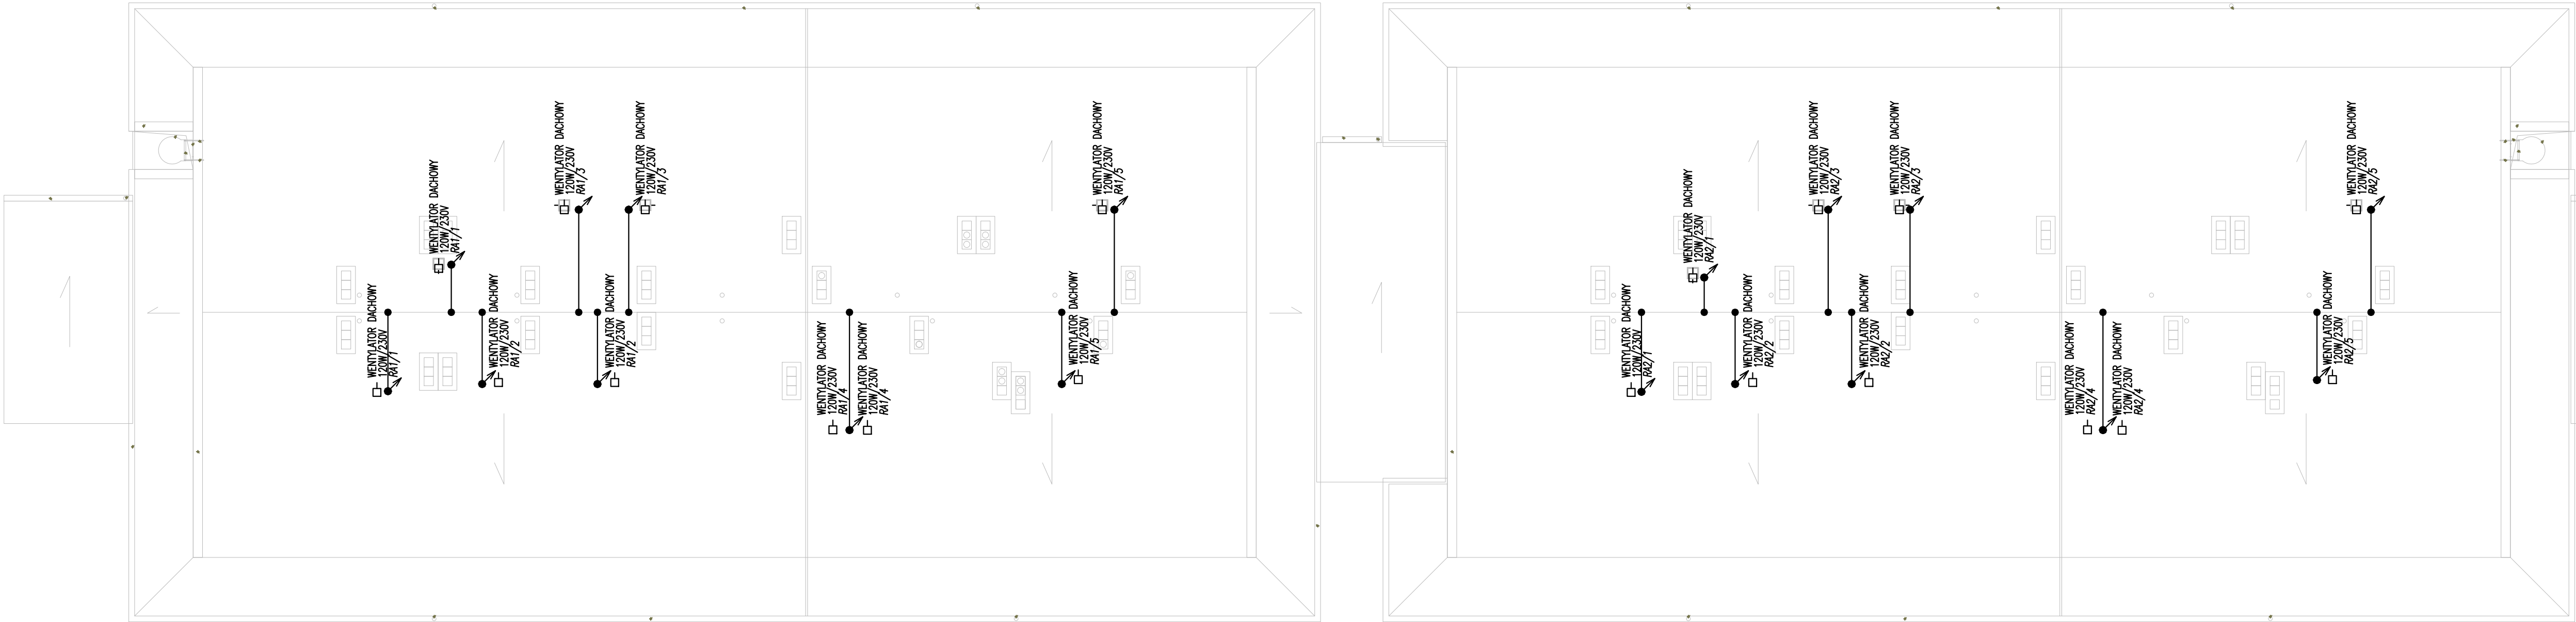 WENTYLATOR DACHOWY
120W/230V
RA1/1
WENTYLATOR DACHOWY
120W/230V
RA1/1
WENTYLATOR DACHOWY
120W/230V
RA1/2
WENTYLATOR DACHOWY
120W/230V
RA1/3
WENTYLATOR DACHOWY
120W/230V
RA1/2
WENTYLATOR DACHOWY
120W/230V
RA1/3
WENTYLATOR DACHOWY
120W/230V
RA1/4
WENTYLATOR DACHOWY
120W/230V
RA1/4
WENTYLATOR DACHOWY
120W/230V
RA1/5
WENTYLATOR DACHOWY
120W/230V
RA1/5
WENTYLATOR DACHOWY
120W/230V
RA2/1
WENTYLATOR DACHOWY
120W/230V
RA2/1
WENTYLATOR DACHOWY
120W/230V
RA2/2
WENTYLATOR DACHOWY
120W/230V
RA2/3
WENTYLATOR DACHOWY
120W/230V
RA2/2
WENTYLATOR DACHOWY
120W/230V
RA2/3
WENTYLATOR DACHOWY
120W/230V
RA2/4
WENTYLATOR DACHOWY
120W/230V
RA2/4
WENTYLATOR DACHOWY
120W/230V
RA2/5
WENTYLATOR DACHOWY
120W/230V
RA2/5